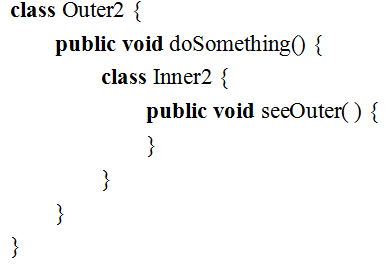 class Outer2 {
public void doSomething() {
class Inner2 {
public void seeOuter( ) {
}
}
}
}